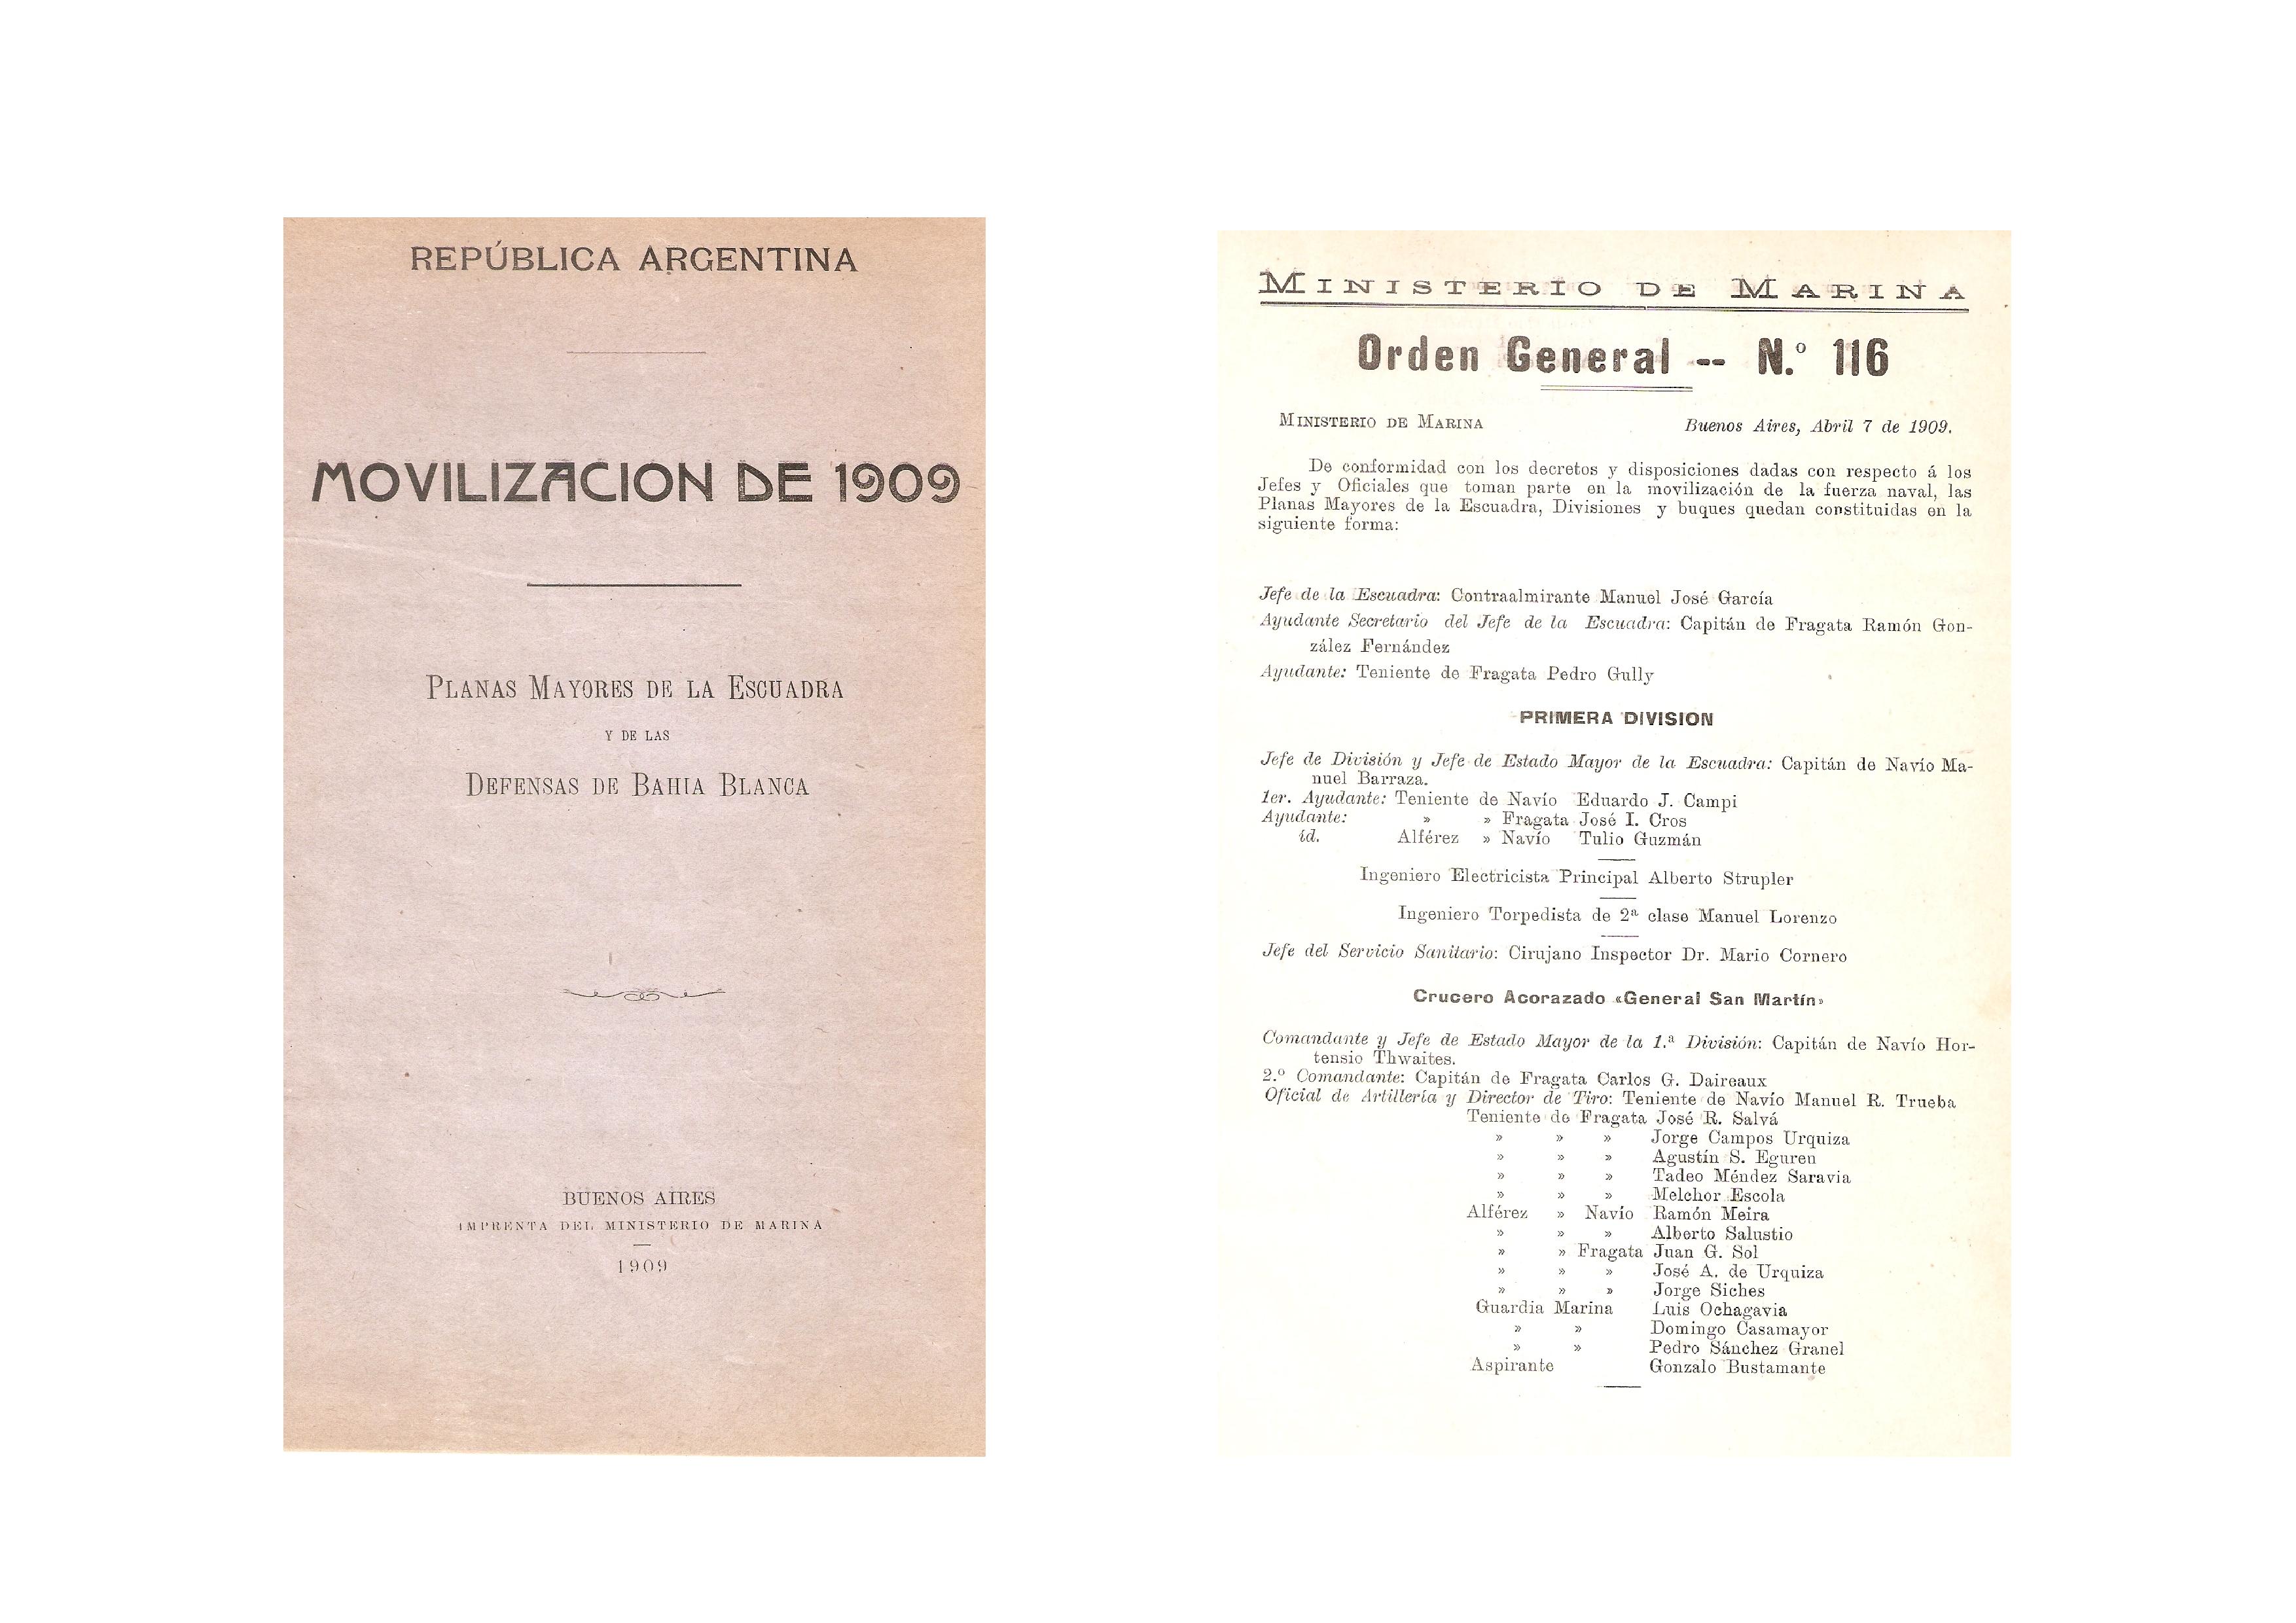 REPÚBLICA ARGENTINA
MOVILIZACION DE 1909
PLANAS MAYORES DE LA ESCUADRA
Y DE LAS
DEFENSAS DE BAHIA BLANCA
BUENOS AIRES
IMPRENTA DEL MINISTERIO DE MARINA
1909
MINISTERIO DE MARINA
Orden General -- N.º 116
MINISTERIO DE MARINA Buenos Aires, Abril 7 de 1909.
De conformidad con los decretos y disposiciones dadas con respecto á los
Jefes y Oficiales que toman parte en la movilización de la fuerza naval, las
Planas Mayores de la Escuadra, Divisiones y buques quedan constituidas en la
siguiente forma:
Jefe de la Escuadra: Contraalmirante Manuel José García
Ayudante Secretario del Jefe de la Escuadra: Capitán de Fragata Ramón Gon-
zález Fernández
Ayudante: Teniente de Fragata Pedro Gully
PRIMERA DIVISION
Jefe de División y Jefe de Estado Mayor de la Escuadra: Capitán de Navío Ma-
nuel Barraza.
1er. Ayudante: Teniente de Navío Eduardo J. Campi
Ayudante: » » Fragata José I. Cros
id. Alférez » Navío Tulio Guzmán
Ingeniero Electricista Principal Alberto Strupler
Ingeniero Torpedista de 2ª clase Manuel Lorenzo
Jefe del Servicio Sanitario: Cirujano Inspector Dr. Mario Cornero
Crucero Acorazado «General San Martín»
Comandante y Jefe de Estado Mayor de la 1.ª División: Capitán de Navío Hor-
tensio Thwaites.
2.º Comandante: Capitán de Fragata Carlos G. Daireaux
Oficial de Artillería y Director de Tiro: Teniente de Navío Manuel R. Trueba
Teniente de Fragata José R. Salvá
» » » Jorge Campos Urquiza
» » » Agustín S. Eguren
» » » Tadeo Méndez Saravia
» » » Melchor Escola
Alférez » Navío Ramón Meira
» » » Alberto Salustio
» » Fragata Juan G. Sol
» » » José A. de Urquiza
» » » Jorge Siches
Guardia Marina Luis Ochagavia
» » Domingo Casamayor
» » Pedro Sánchez Granel
Aspirante Gonzalo Bustamante